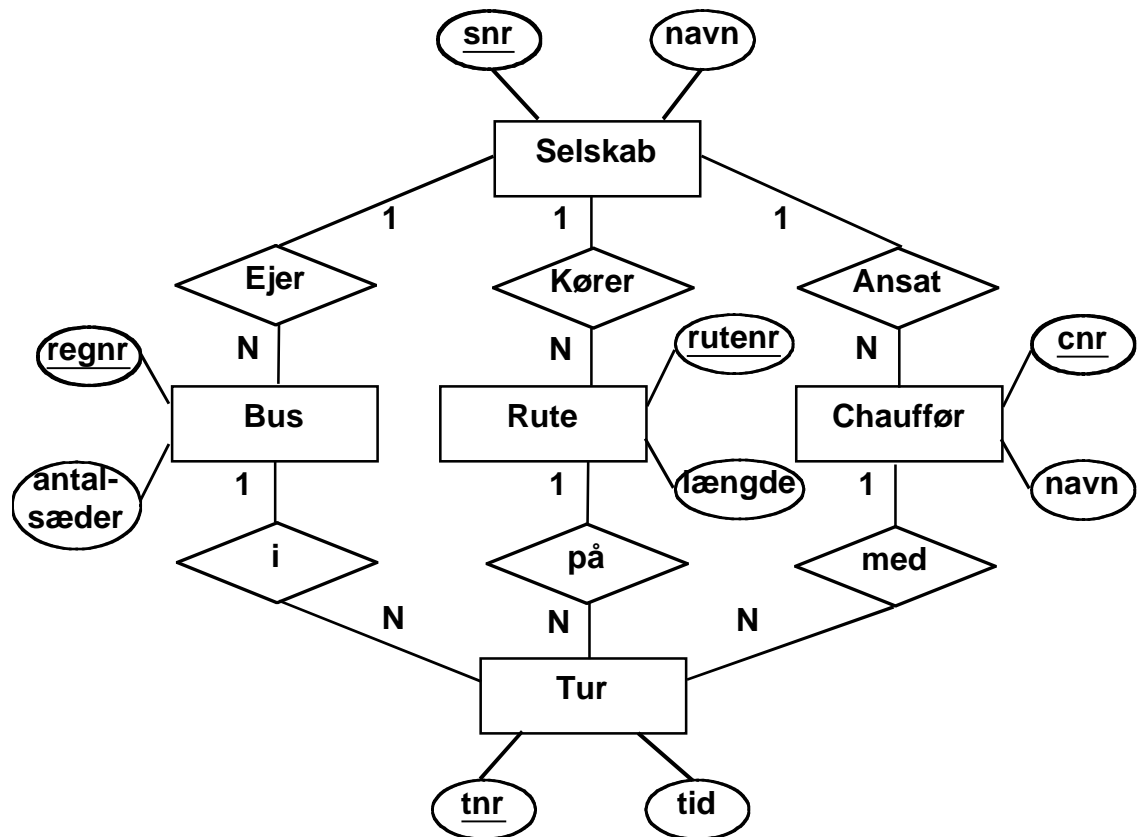 snr
navn
Selskab
1
1
1
Ejer
Kører
Ansat
N
N
N
regnr
rutenr
cnr
Bus
Rute
Chauffør
antal-
sæder
1
1
længde
1
navn
i
på
med
N
N
N
Tur
tnr
tid